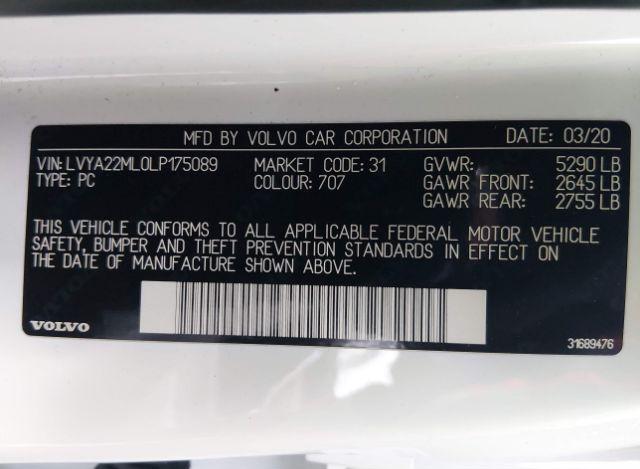 MFD BY VOLVO CAR CORPORATION DATE: 03/20
VIN: LVYA22ML0LP175089 MARKET CODE: 31 GVWR: 5290 LB
TYPE: PC COLOUR: 707 GAWR FRONT: 2645 LB
GAWR REAR: 2755 LB
THIS VEHICLE CONFORMS TO ALL APPLICABLE FEDERAL MOTOR VEHICLE
SAFETY, BUMPER AND THEFT PREVENTION STANDARDS IN EFFECT ON
THE DATE OF MANUFACTURE SHOWN ABOVE.
VOLVO 31689476